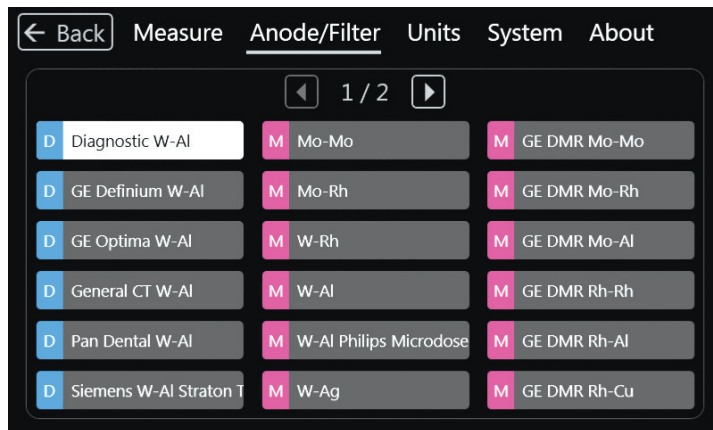 ← Back Measure Anode/Filter Units System About
1 / 2
D Diagnostic W-Al
M Mo-Mo
M GE DMR Mo-Mo
D GE Definium W-Al
M Mo-Rh
M GE DMR Mo-Rh
D GE Optima W-Al
M W-Rh
M GE DMR Mo-Al
D General CT W-Al
M W-Al
M GE DMR Rh-Rh
D Pan Dental W-Al
M W-Al Philips Microdose
M GE DMR Rh-Al
D Siemens W-Al Straton T
M W-Ag
M GE DMR Rh-Cu